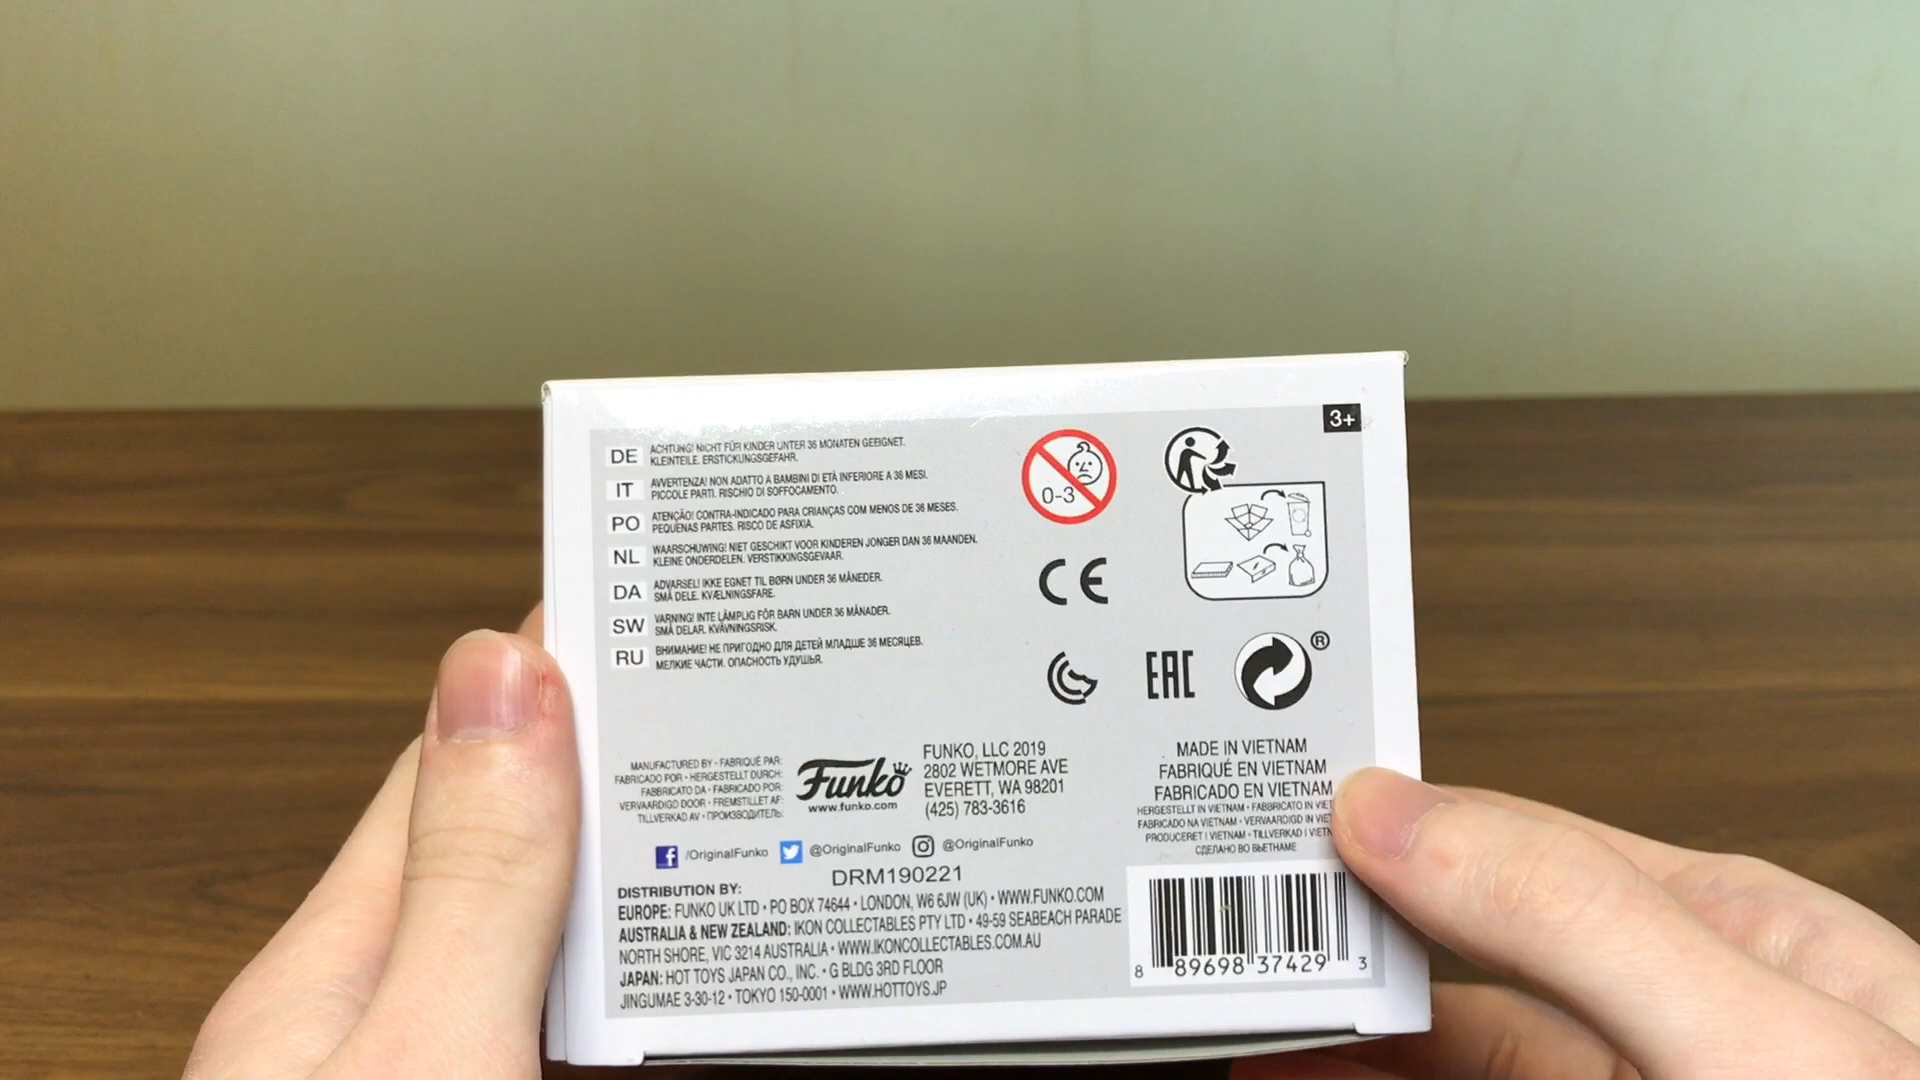 3+
DE
ACHTUNG! NICHT FÜR KINDER UNTER 36 MONATEN GEEIGNET.
KLEINTEILE. ERSTICKUNGSGEFAHR.
IT
AVVERTENZA! NON ADATTO A BAMBINI DI ETÀ INFERIORE A 36 MESI.
PICCOLE PARTI. RISCHIO DI SOFFOCAMENTO.
PO
ATENÇÃO! CONTRA-INDICADO PARA CRIANÇAS COM MENOS DE 36 MESES.
PEQUENAS PARTES. RISCO DE ASFIXIA.
NL
WAARSCHUWING! NIET GESCHIKT VOOR KINDEREN JONGER DAN 36 MAANDEN.
KLEINE ONDERDELEN. VERSTIKKINGSGEVAAR.
DA
ADVARSEL! IKKE EGNET TIL BØRN UNDER 36 MÅNEDER.
SMÅ DELE. KVÆLNINGSFARE.
SW
VARNING! INTE LÄMPLIG FÖR BARN UNDER 36 MÅNADER.
SMÅ DELAR. KVÄVNINGSRISK.
RU
ВНИМАНИЕ! НЕ ПРИГОДНО ДЛЯ ДЕТЕЙ МЛАДШЕ 36 МЕСЯЦЕВ.
МЕЛКИЕ ЧАСТИ. ОПАСНОСТЬ УДУШЬЯ.
0-3
CE
EAC
®
MANUFACTURED BY • FABRIQUÉ PAR:
FABRICADO POR • HERGESTELLT DURCH:
FABBRICATO DA • FABRICADO POR:
VERVAARDIGD DOOR • FREMSTILLET AF:
TILLVERKAD AV • ПРОИЗВОДИТЕЛЬ:
Funko
www.funko.com
FUNKO, LLC 2019
2802 WETMORE AVE
EVERETT, WA 98201
(425) 783-3616
MADE IN VIETNAM
FABRIQUÉ EN VIETNAM
FABRICADO EN VIETNAM
HERGESTELLT IN VIETNAM • FABBRICATO IN VIET
FABRICADO NA VIETNAM • VERVAARDIGD IN VIET
PRODUCERET I VIETNAM • TILLVERKAD I VIETN
СДЕЛАНО ВО ВЬЕТНАМЕ
/OriginalFunko @OriginalFunko @OriginalFunko
DRM190221
DISTRIBUTION BY:
EUROPE: FUNKO UK LTD • PO BOX 74644 • LONDON, W6 6JW (UK) • WWW.FUNKO.COM
AUSTRALIA & NEW ZEALAND: IKON COLLECTABLES PTY LTD • 49-59 SEABEACH PARADE
NORTH SHORE, VIC 3214 AUSTRALIA • WWW.IKONCOLLECTABLES.COM.AU
JAPAN: HOT TOYS JAPAN CO., INC. • G BLDG 3RD FLOOR
JINGUMAE 3-30-12 • TOKYO 150-0001 • WWW.HOTTOYS.JP
8 89698 37429 3